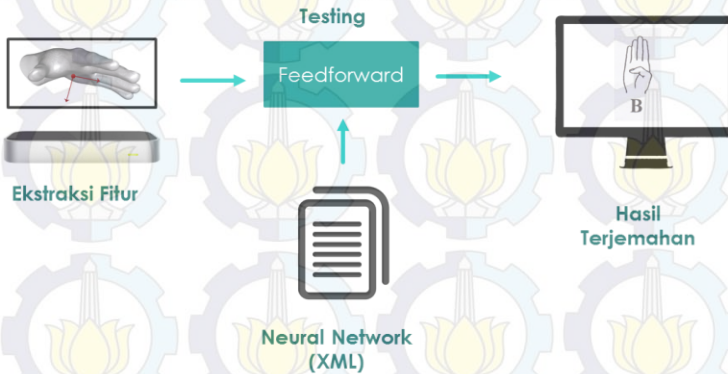 Testing
Feedforward
B
Ekstraksi Fitur
Hasil
Terjemahan
Neural Network
(XML)